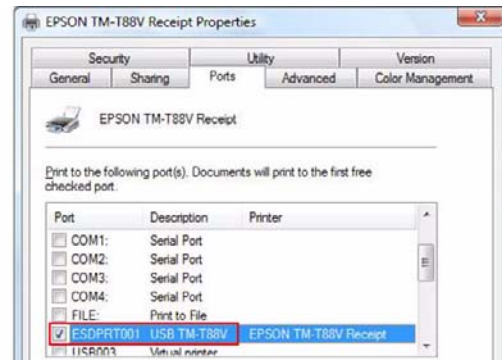 EPSON TM-T88V Receipt Properties
Security Utility Version
General Sharing Ports Advanced Color Management
EPSON TM-T88V Receipt
Print to the following port(s). Documents will print to the first free
checked port.
Port Description Printer
COM1: Serial Port
COM2: Serial Port
COM3: Serial Port
COM4: Serial Port
FILE: Print to File
ESDPRT001 USB TM-T88V EPSON TM-T88V Receipt
USB003 Virtual printer